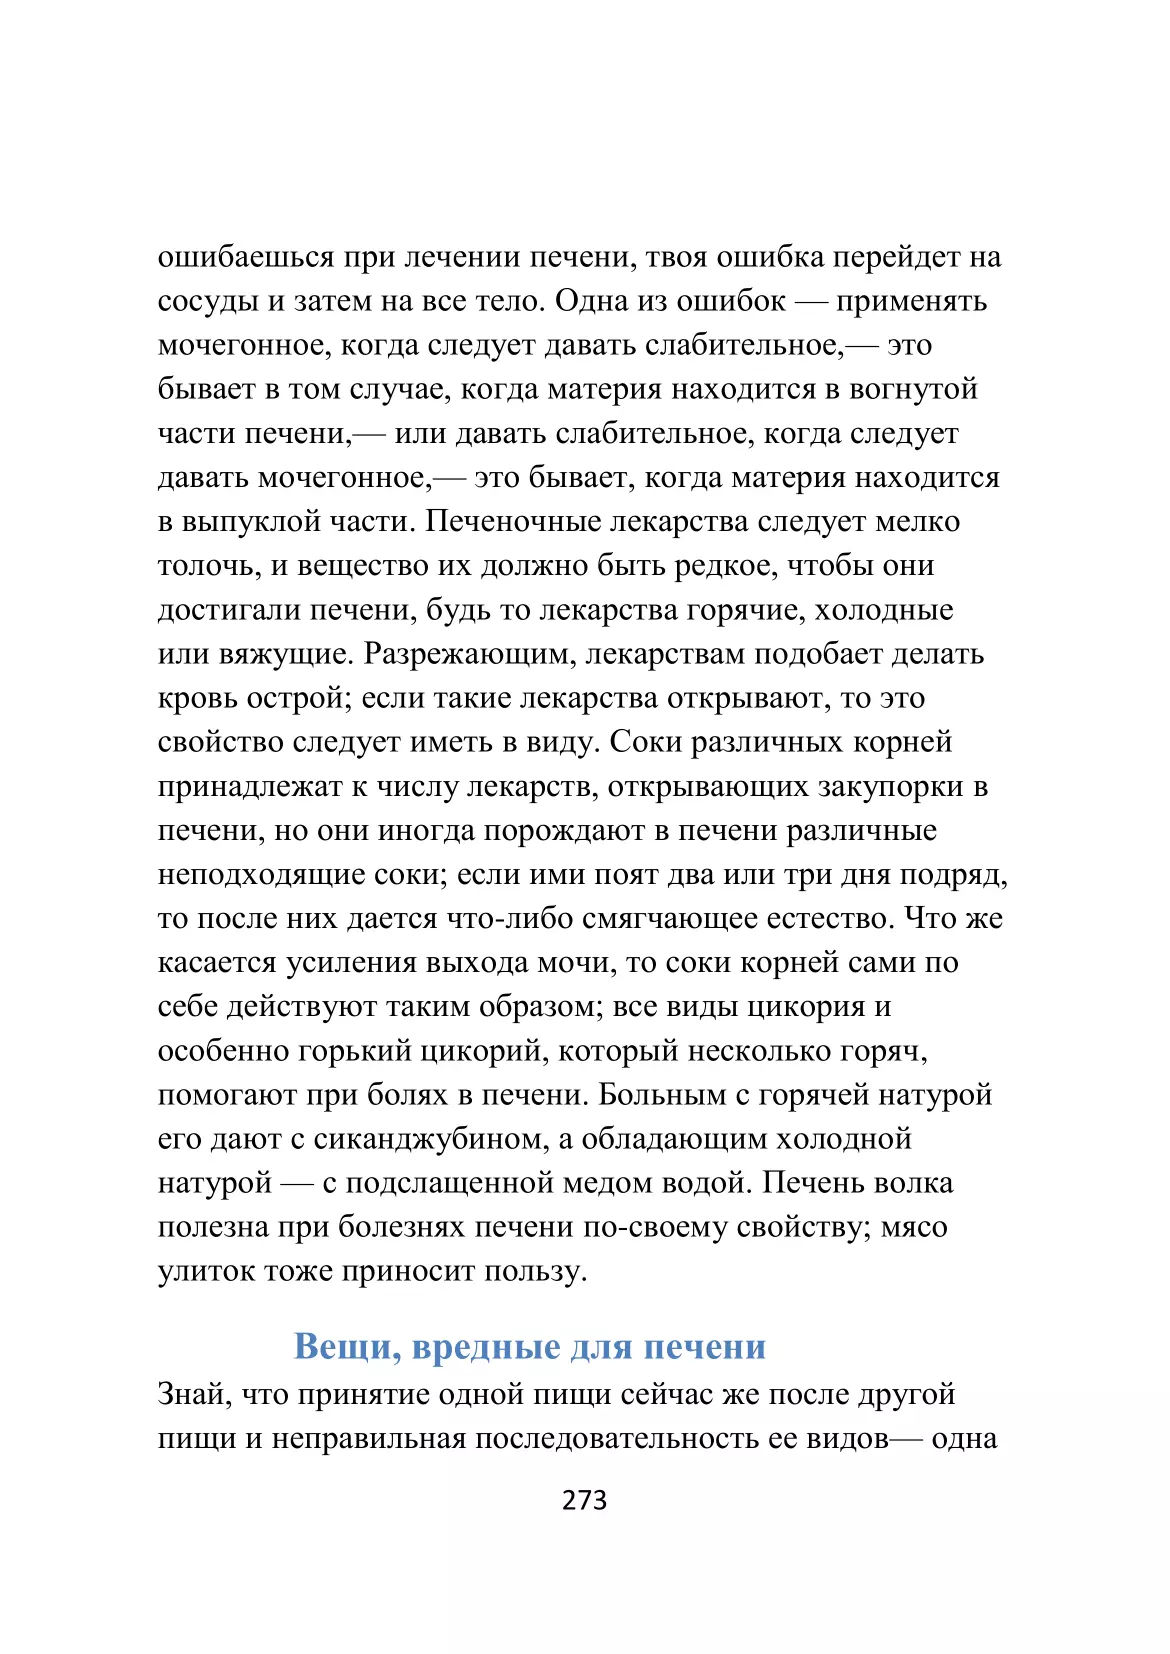 ошибаешься при лечении печени, твоя ошибка перейдет на
сосуды и затем на все тело. Одна из ошибок — применять
мочегонное, когда следует давать слабительное,— это
бывает в том случае, когда материя находится в вогнутой
части печени,— или давать слабительное, когда следует
давать мочегонное,— это бывает, когда материя находится
в выпуклой части. Печеночные лекарства следует мелко
толочь, и вещество их должно быть редкое, чтобы они
достигали печени, будь то лекарства горячие, холодные
или вяжущие. Разрежающим, лекарствам подобает делать
кровь острой; если такие лекарства открывают, то это
свойство следует иметь в виду. Соки различных корней
принадлежат к числу лекарств, открывающих закупорки в
печени, но они иногда порождают в печени различные
неподходящие соки; если ими поят два или три дня подряд,
то после них дается что-либо смягчающее естество. Что же
касается усиления выхода мочи, то соки корней сами по
себе действуют таким образом; все виды цикория и
особенно горький цикорий, который несколько горяч,
помогают при болях в печени. Больным с горячей натурой
его дают с сиканджубином, а обладающим холодной
натурой — с подслащенной медом водой. Печень волка
полезна при болезнях печени по-своему свойству; мясо
улиток тоже приносит пользу.
Вещи, вредные для печени
Знай, что принятие одной пищи сейчас же после другой
пищи и неправильная последовательность ее видов— одна
273